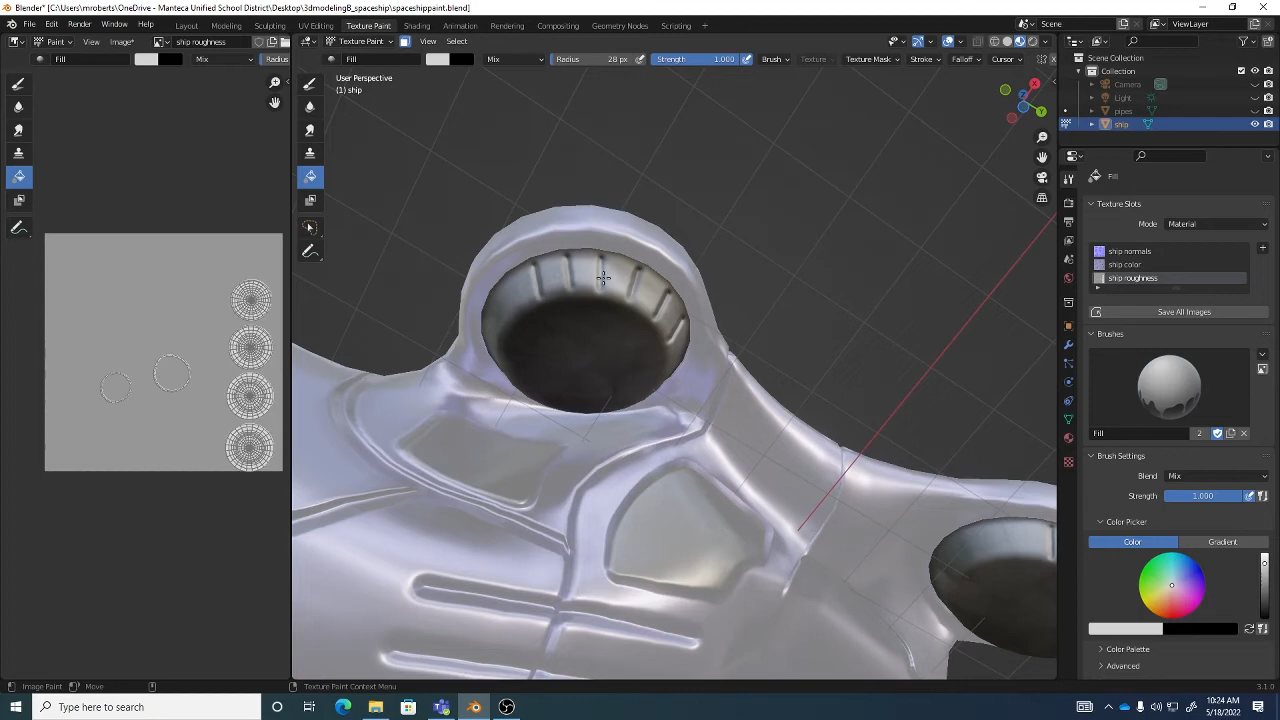 Blender* [C:\Users\mroberts\OneDrive - Manteca Unified School District\Desktop\3dmodelingB_spaceship\spaceshippaint.blend]
File Edit Render Window Help Layout Modeling Sculpting UV Editing Texture Paint Shading Animation Rendering Compositing Geometry Nodes Scripting + Scene ViewLayer
Paint View Image* ship roughness Texture Paint View Select
Fill Mix Radius Fill Mix Radius 28 px Strength 1.000 Brush Texture Texture Mask Stroke Falloff Cursor
User Perspective
(1) ship
X
Y
Z
Scene Collection
Collection
Camera
Light
pipes
ship
Fill
Texture Slots
Mode Material
ship normals
ship color
ship roughness
Save All Images
Brushes
Fill 2
Brush Settings
Blend Mix
Strength 1.000
Color Picker
Color Gradient
Color Palette
Advanced
Image Paint Move Texture Paint Context Menu 3.1.0
Type here to search
10:24 AM
5/18/2022